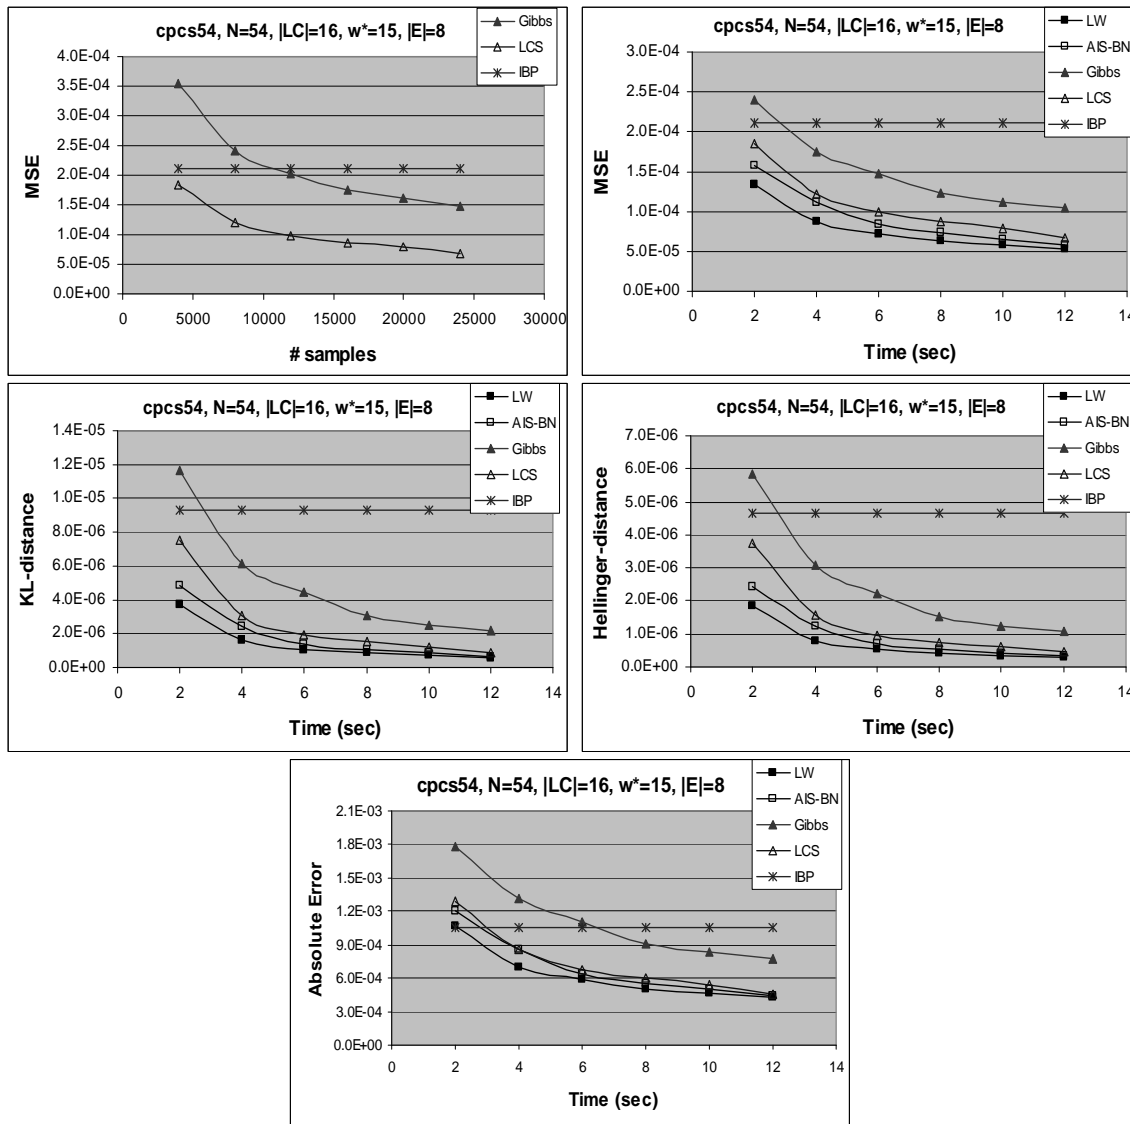 cpcs54, N=54, |LC|=16, w*=15, |E|=8
Gibbs
LCS
IBP
4.0E-04
3.5E-04
3.0E-04
2.5E-04
2.0E-04
1.5E-04
1.0E-04
5.0E-05
0.0E+00
MSE
0 5000 10000 15000 20000 25000 30000
# samples
cpcs54, N=54, |LC|=16, w*=15, |E|=8
LW
AIS-BN
Gibbs
LCS
IBP
3.0E-04
2.5E-04
2.0E-04
1.5E-04
1.0E-04
5.0E-05
0.0E+00
MSE
0 2 4 6 8 10 12 14
Time (sec)
cpcs54, N=54, |LC|=16, w*=15, |E|=8
LW
AIS-BN
Gibbs
LCS
IBP
1.4E-05
1.2E-05
1.0E-05
8.0E-06
6.0E-06
4.0E-06
2.0E-06
0.0E+00
KL-distance
0 2 4 6 8 10 12 14
Time (sec)
cpcs54, N=54, |LC|=16, w*=15, |E|=8
LW
AIS-BN
Gibbs
LCS
IBP
7.0E-06
6.0E-06
5.0E-06
4.0E-06
3.0E-06
2.0E-06
1.0E-06
0.0E+00
Hellinger-distance
0 2 4 6 8 10 12 14
Time (sec)
cpcs54, N=54, |LC|=16, w*=15, |E|=8
LW
AIS-BN
Gibbs
LCS
IBP
2.1E-03
1.8E-03
1.5E-03
1.2E-03
9.0E-04
6.0E-04
3.0E-04
0.0E+00
Absolute Error
0 2 4 6 8 10 12 14
Time (sec)